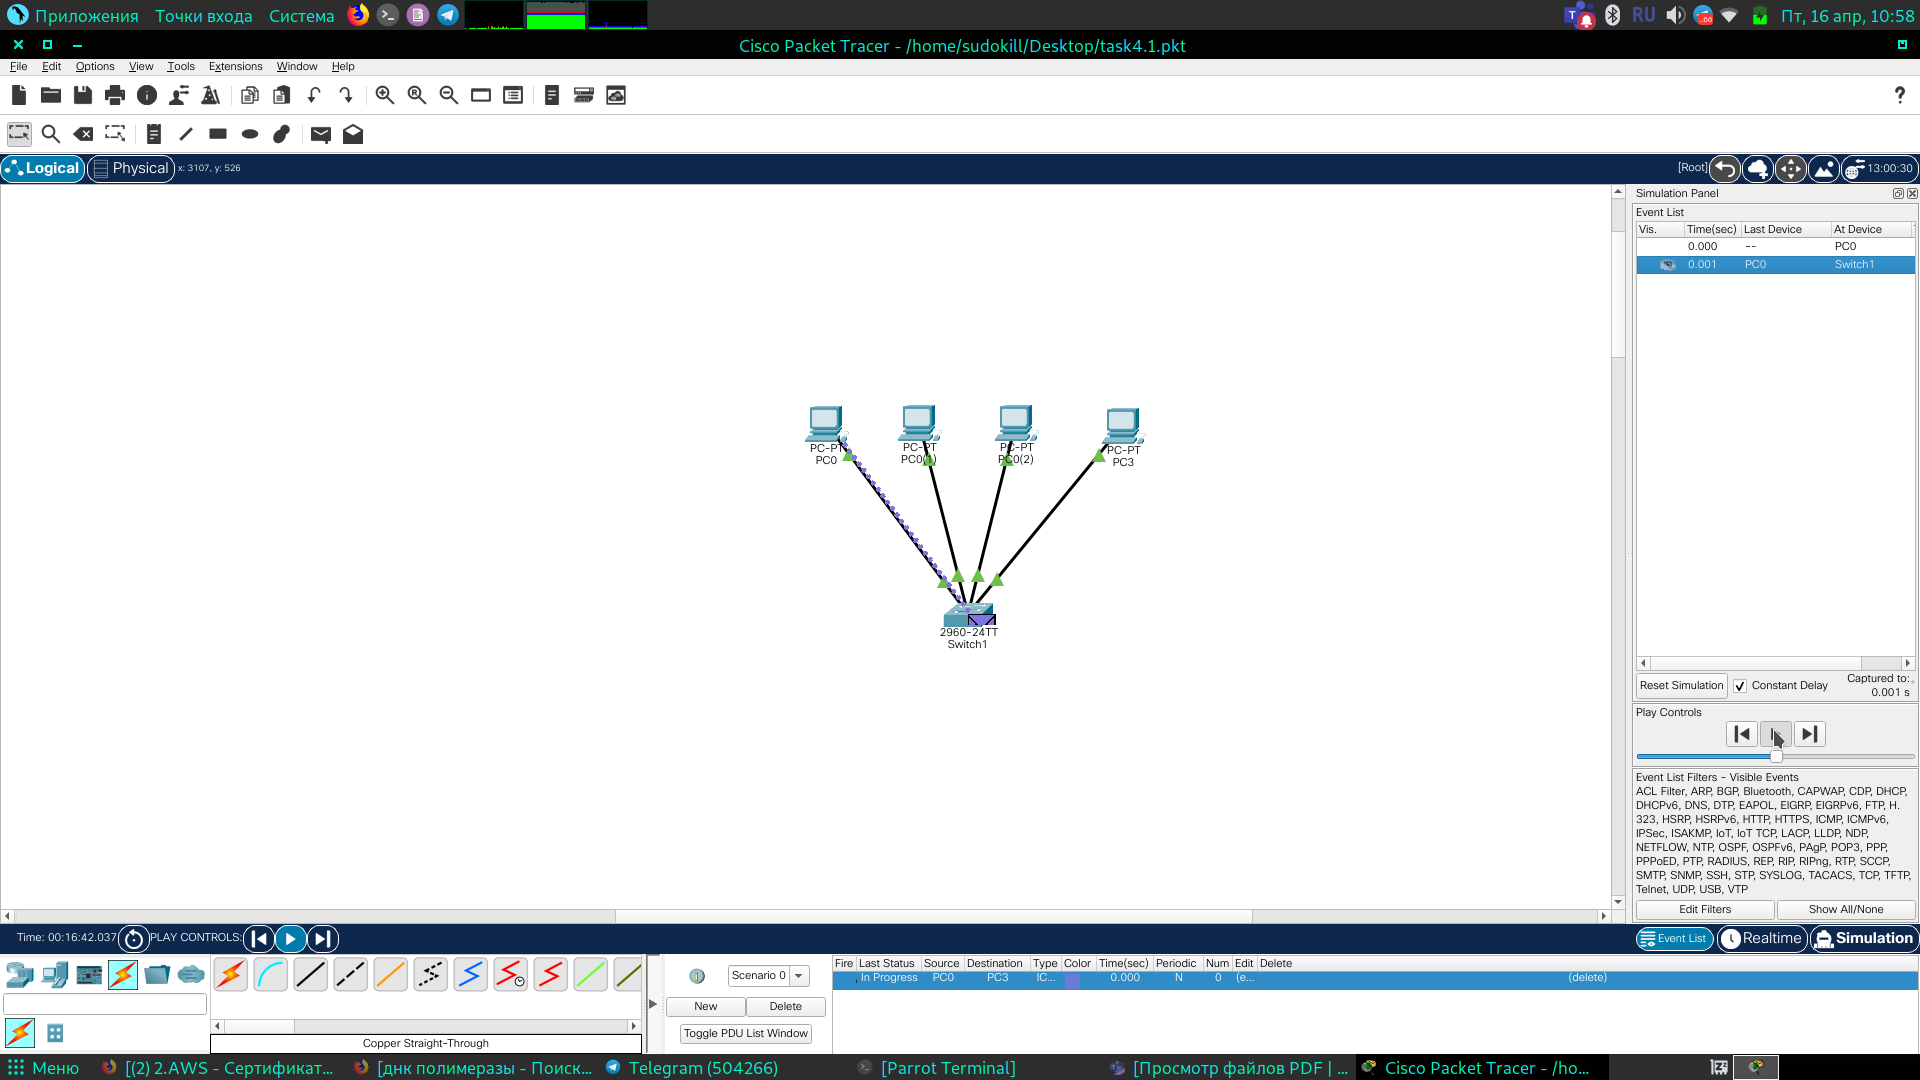 Приложения Точки входа Система RU 66 Пт, 16 апр, 10:58
Cisco Packet Tracer - /home/sudokill/Desktop/task4.1.pkt
File Edit Options View Tools Extensions Window Help
Logical Physical x: 3107, y: 526 [Root] 13:00:30
Simulation Panel
Event List
Vis. Time(sec) Last Device At Device
0.000 -- PC0
0.001 PC0 Switch1
PC-PT
PC0
PC-PT
PC0(1)
PC-PT
PC0(2)
PC-PT
PC3
2960-24TT
Switch1
Reset Simulation Constant Delay Captured to:
0.001 s
Play Controls
Event List Filters - Visible Events
ACL Filter, ARP, BGP, Bluetooth, CAPWAP, CDP, DHCP,
DHCPv6, DNS, DTP, EAPOL, EIGRP, EIGRPv6, FTP, H.
323, HSRP, HSRPv6, HTTP, HTTPS, ICMP, ICMPv6,
IPSec, ISAKMP, IoT, IoT TCP, LACP, LLDP, NDP,
NETFLOW, NTP, OSPF, OSPFv6, PAgP, POP3, PPP,
PPPoED, PTP, RADIUS, REP, RIP, RIPng, RTP, SCCP,
SMTP, SNMP, SSH, STP, SYSLOG, TACACS, TCP, TFTP,
Telnet, UDP, USB, VTP
Edit Filters Show All/None
Time: 00:16:42.037 PLAY CONTROLS: Event List Realtime Simulation
Scenario 0
New Delete
Toggle PDU List Window
Fire Last Status Source Destination Type Color Time(sec) Periodic Num Edit Delete
In Progress PC0 PC3 IC... 0.000 N 0 (e... (delete)
Copper Straight-Through
Меню [(2) 2.AWS - Сертификат... [днк полимеразы - Поиск... Telegram (504266) [Parrot Terminal] [Просмотр файлов PDF | ... Cisco Packet Tracer - /ho...